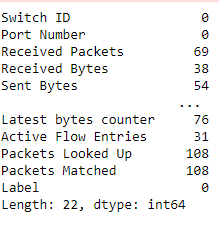 Switch ID 0
Port Number 0
Received Packets 69
Received Bytes 38
Sent Bytes 54
...
Latest bytes counter 76
Active Flow Entries 31
Packets Looked Up 108
Packets Matched 108
Label 0
Length: 22, dtype: int64